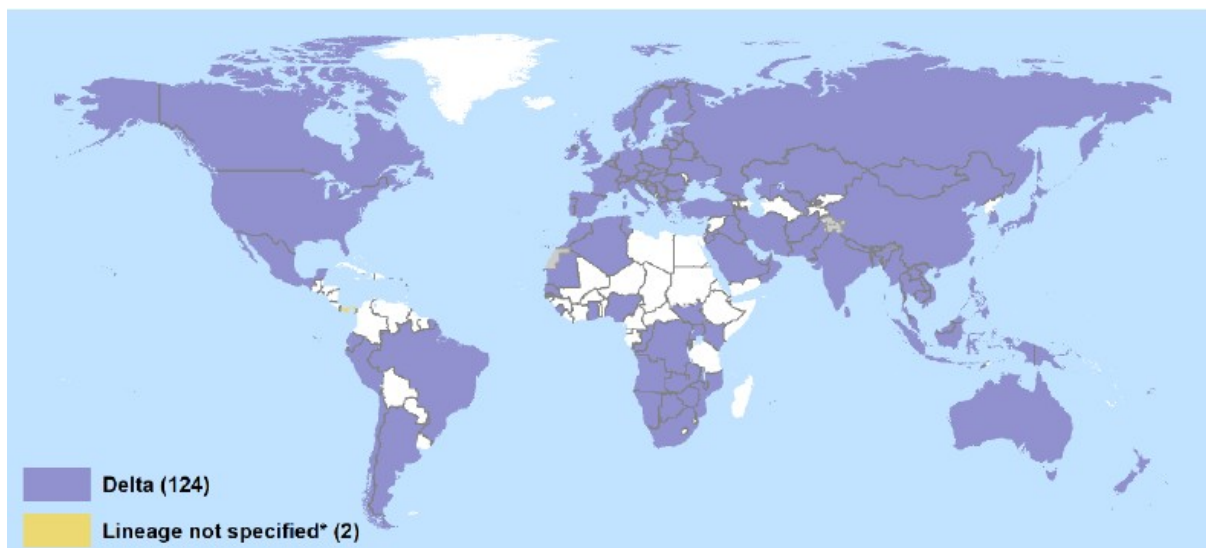 Delta (124)
Lineage not specified* (2)